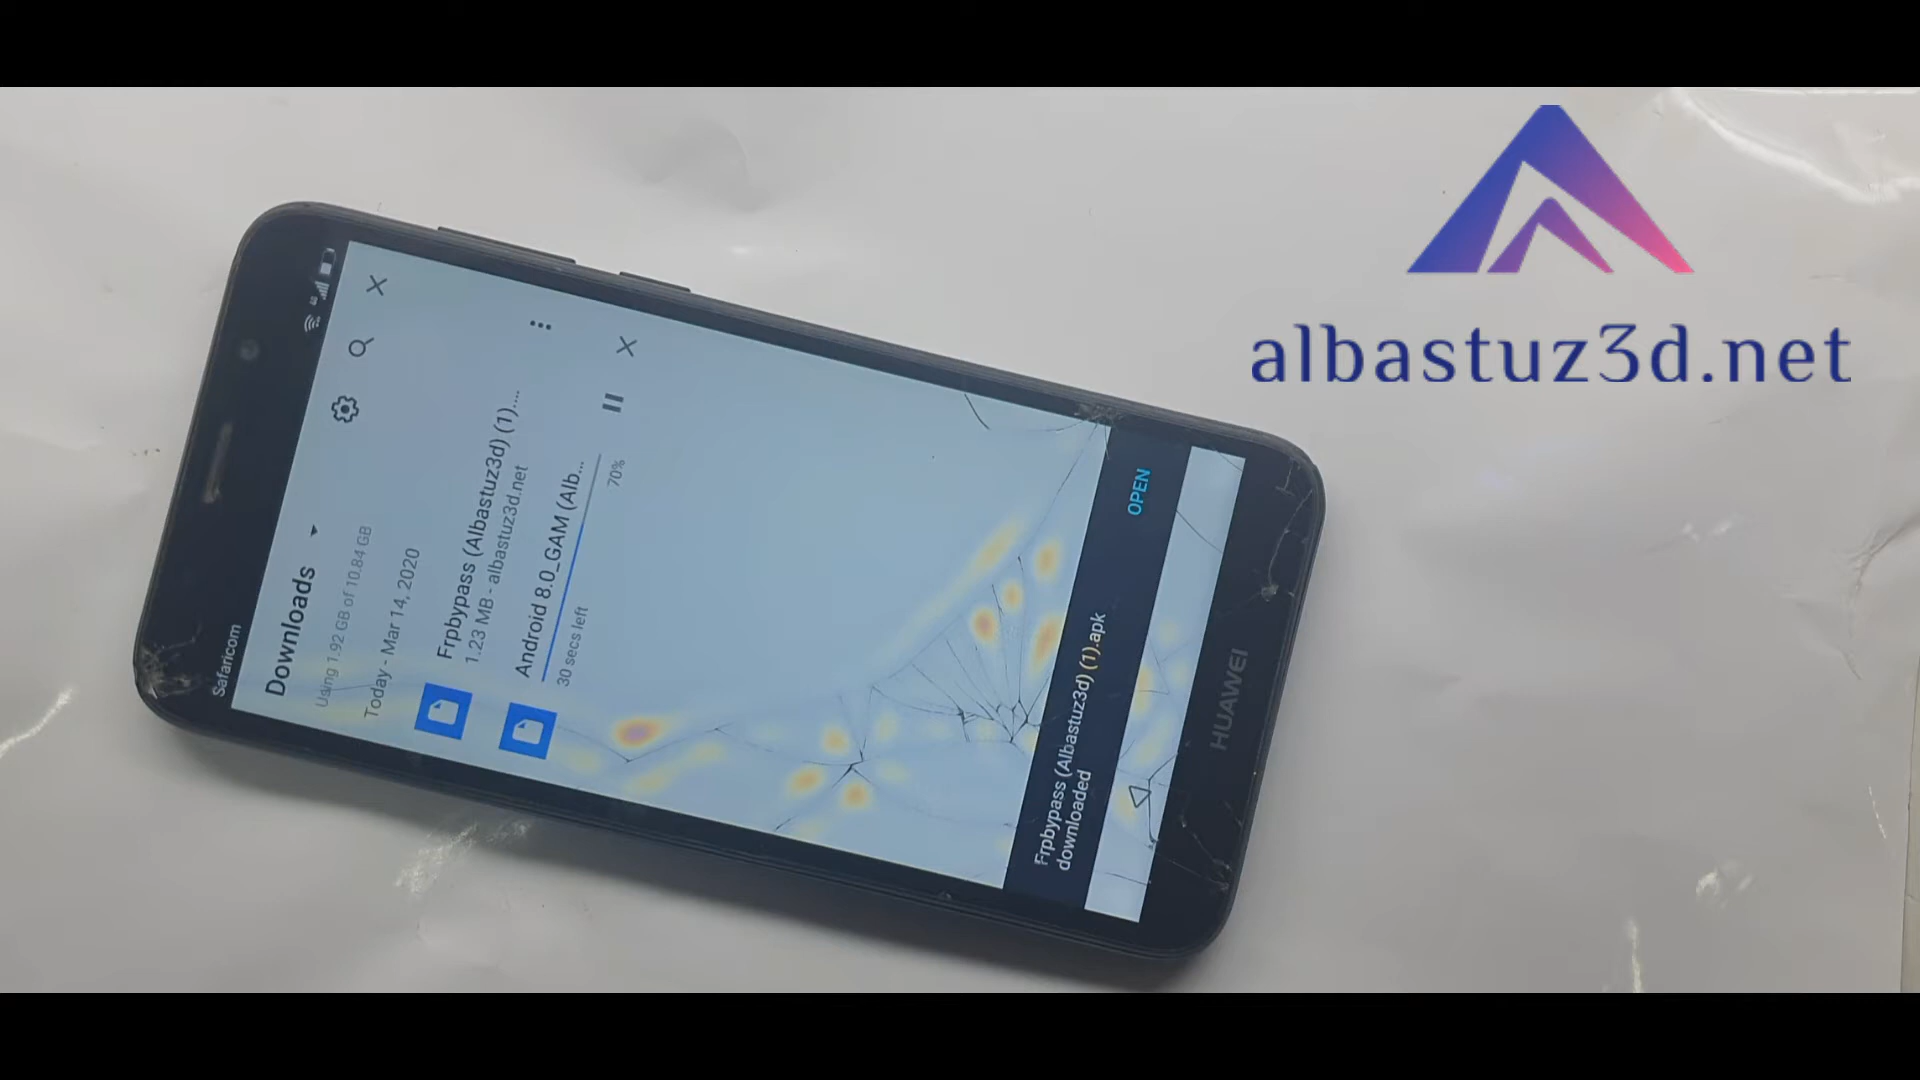 albastuz3d.net
Safaricom
4G
Downloads
Using 1.92 GB of 10.84 GB
Today - Mar 14, 2020
Frpbypass (Albastuz3d) (1)....
1.23 MB - albastuz3d.net
Android 8.0_GAM (Alb...
30 secs left
70%
Frpbypass (Albastuz3d) (1).apk
downloaded
OPEN
HUAWEI